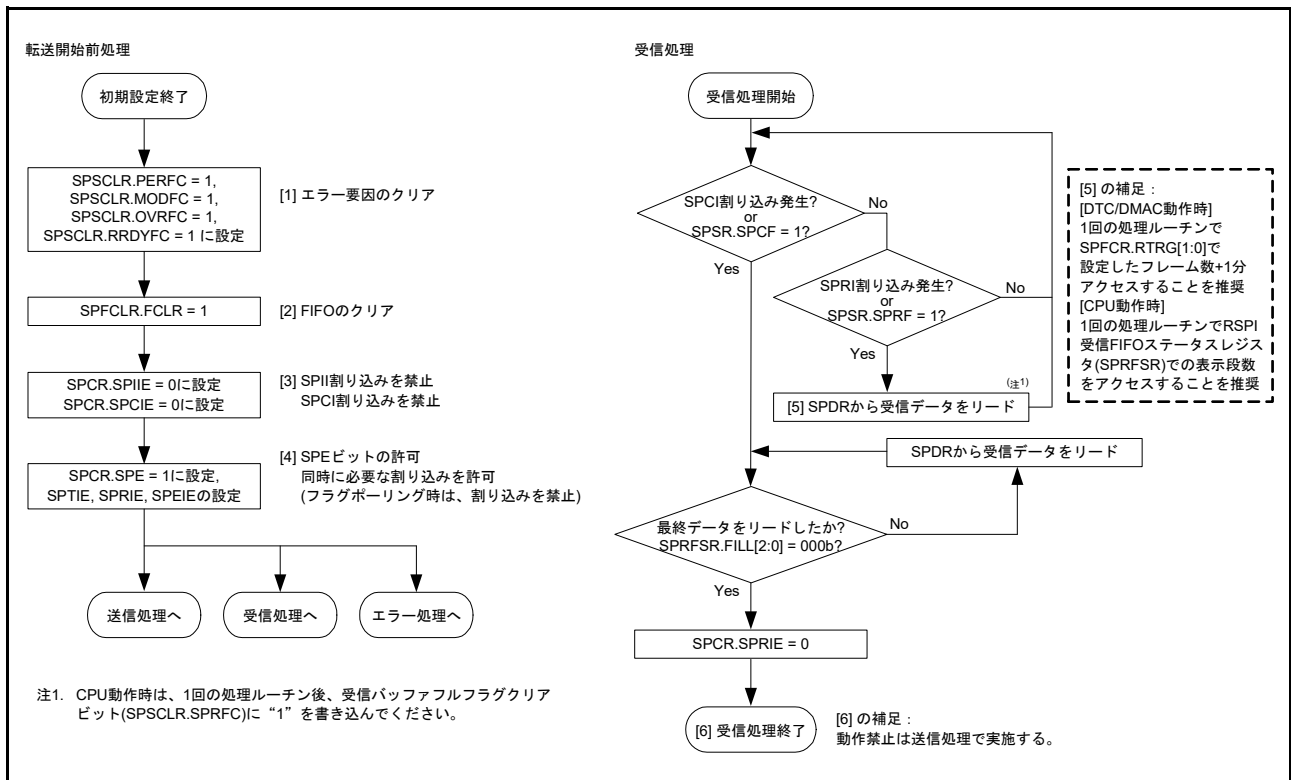 転送開始前処理
初期設定終了
SPSCLR.PERFC = 1,
SPSCLR.MODFC = 1,
SPSCLR.OVRFC = 1,
SPSCLR.RRDYFC = 1 に設定
[1] エラー要因のクリア
SPFCLR.FCLR = 1
[2] FIFOのクリア
SPCR.SPIIE = 0に設定
SPCR.SPCIE = 0に設定
[3] SPII割り込みを禁止
SPCI割り込みを禁止
SPCR.SPE = 1に設定,
SPTIE, SPRIE, SPEIEの設定
[4] SPEビットの許可
同時に必要な割り込みを許可
(フラグポーリング時は、割り込みを禁止)
送信処理へ
受信処理へ
エラー処理へ
注1. CPU動作時は、1回の処理ルーチン後、受信バッファフルフラグクリア
ビット(SPSCLR.SPRFC)に“1”を書き込んでください。
受信処理
受信処理開始
SPCI割り込み発生?
or
SPSR.SPCF = 1?
No
Yes
SPRI割り込み発生?
or
SPSR.SPRF = 1?
No
Yes
(注1)
[5] SPDRから受信データをリード
SPDRから受信データをリード
最終データをリードしたか?
SPRFSR.FILL[2:0] = 000b?
No
Yes
SPCR.SPRIE = 0
[6] 受信処理終了
[6] の補足：
動作禁止は送信処理で実施する。
[5] の補足：
[DTC/DMAC動作時]
1回の処理ルーチンで
SPFCR.RTRG[1:0]で
設定したフレーム数+1分
アクセスすることを推奨
[CPU動作時]
1回の処理ルーチンでRSPI
受信FIFOステータスレジス
タ(SPRFSR)での表示段数
をアクセスすることを推奨